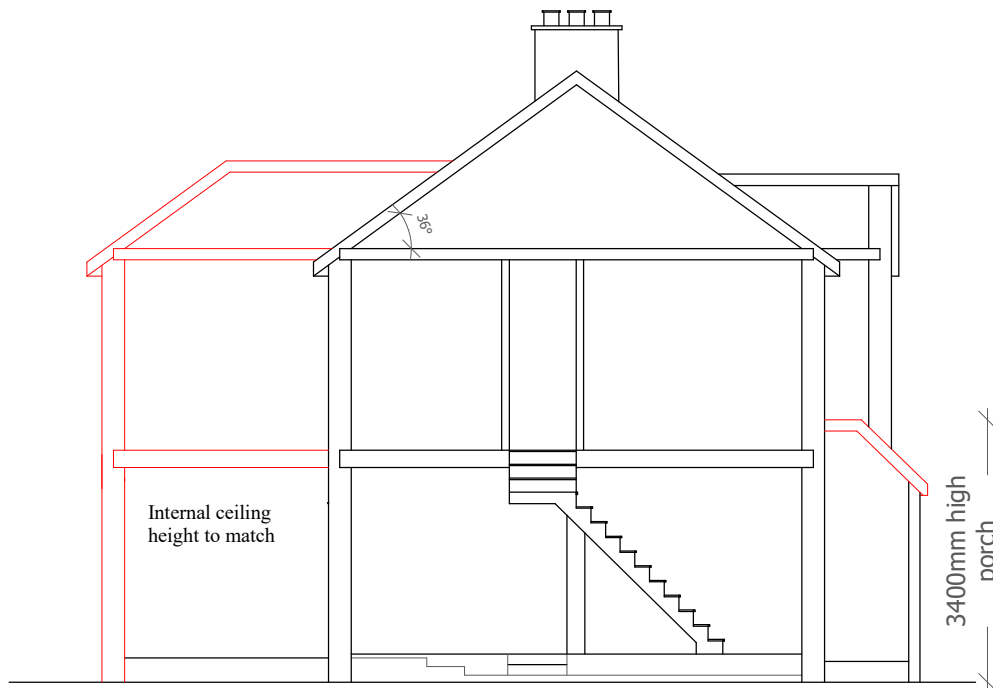 36°
Internal ceiling
height to match
3400mm high
porch